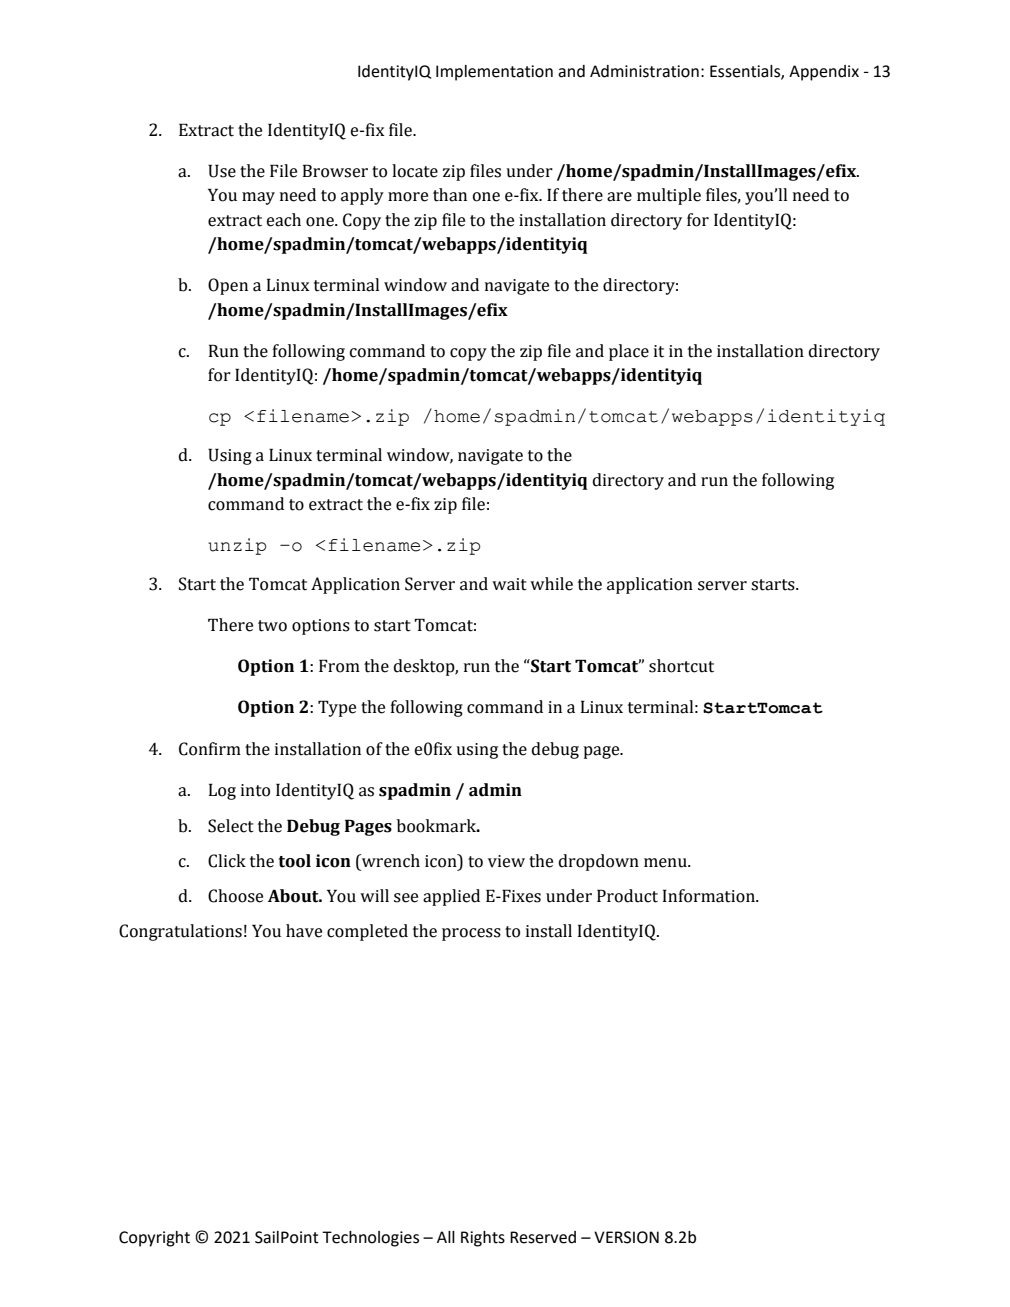 IdentityIQ Implementation and Administration: Essentials, Appendix - 13
2. Extract the IdentityIQ e-fix file.
a. Use the File Browser to locate zip files under /home/spadmin/InstallImages/efix.
You may need to apply more than one e-fix. If there are multiple files, you’ll need to
extract each one. Copy the zip file to the installation directory for IdentityIQ:
/home/spadmin/tomcat/webapps/identityiq
b. Open a Linux terminal window and navigate to the directory:
/home/spadmin/InstallImages/efix
c. Run the following command to copy the zip file and place it in the installation directory
for IdentityIQ: /home/spadmin/tomcat/webapps/identityiq
cp <filename>.zip /home/spadmin/tomcat/webapps/identityiq
d. Using a Linux terminal window, navigate to the
/home/spadmin/tomcat/webapps/identityiq directory and run the following
command to extract the e-fix zip file:
unzip –o <filename>.zip
3. Start the Tomcat Application Server and wait while the application server starts.
There two options to start Tomcat:
Option 1: From the desktop, run the “Start Tomcat” shortcut
Option 2: Type the following command in a Linux terminal: StartTomcat
4. Confirm the installation of the e0fix using the debug page.
a. Log into IdentityIQ as spadmin / admin
b. Select the Debug Pages bookmark.
c. Click the tool icon (wrench icon) to view the dropdown menu.
d. Choose About. You will see applied E-Fixes under Product Information.
Congratulations! You have completed the process to install IdentityIQ.
Copyright © 2021 SailPoint Technologies – All Rights Reserved – VERSION 8.2b